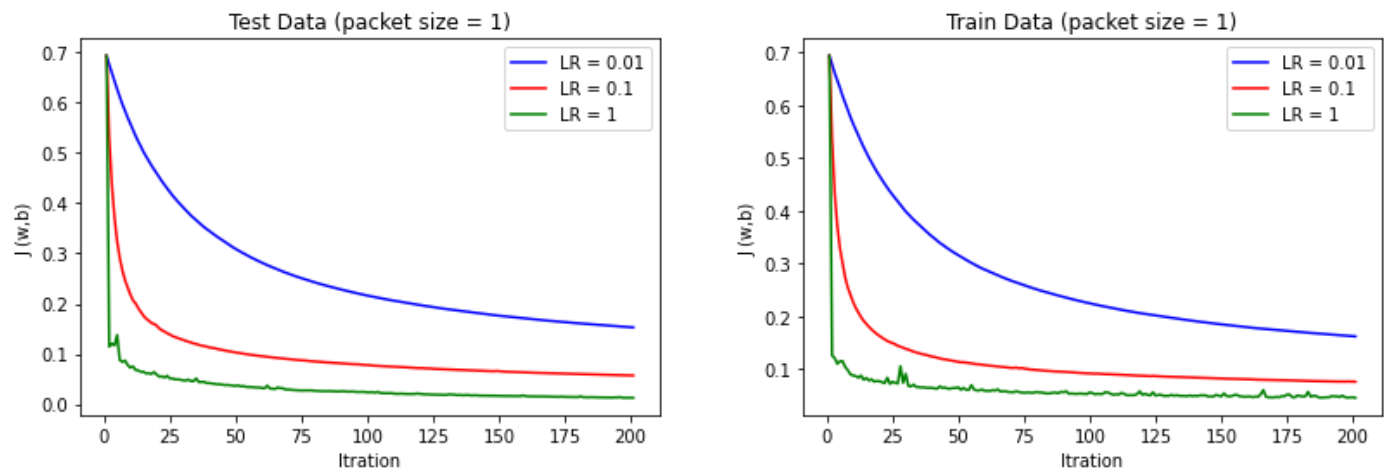 Test Data (packet size = 1)
0.7
0.6
0.5
0.4
0.3
0.2
0.1
0.0
J (w,b)
LR = 0.01
LR = 0.1
LR = 1
0 25 50 75 100 125 150 175 200
Itration
Train Data (packet size = 1)
0.7
0.6
0.5
0.4
0.3
0.2
0.1
J (w,b)
LR = 0.01
LR = 0.1
LR = 1
0 25 50 75 100 125 150 175 200
Itration